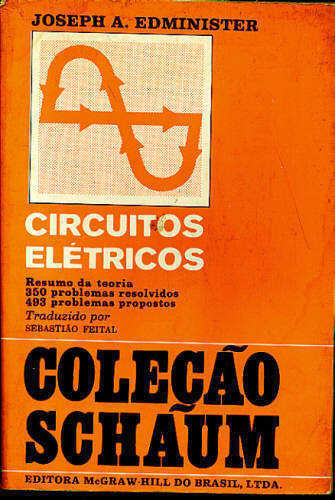 JOSEPH A. EDMINISTER
CIRCUITOS
ELÉTRICOS
Resumo da teoria
350 problemas resolvidos
493 problemas propostos
Traduzido por
SEBASTIÃO FEITAL
COLEÇÃO
SCHAUM
EDITORA McGRAW-HILL DO BRASIL, LTDA.